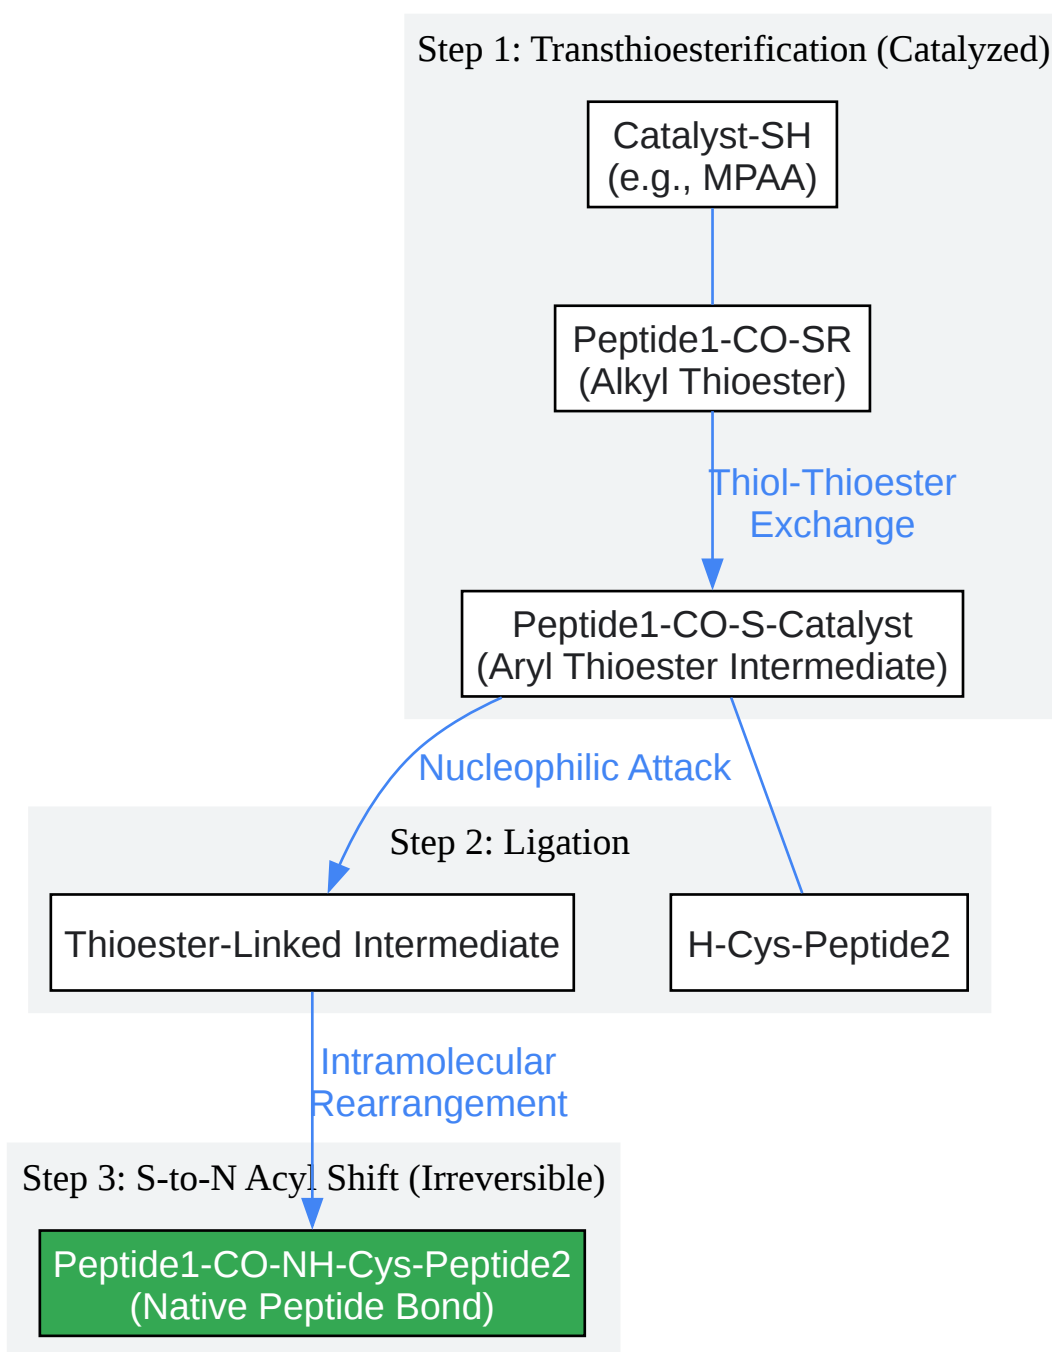 Step 1: Transthioesterification (Catalyzed)
Catalyst-SH
(e.g., MPAA)
Peptide1-CO-SR
(Alkyl Thioester)
Thiol-Thioester
Exchange
Peptide1-CO-S-Catalyst
(Aryl Thioester Intermediate)
Nucleophilic Attack
Step 2: Ligation
Thioester-Linked Intermediate
H-Cys-Peptide2
Intramolecular
Rearrangement
Step 3: S-to-N Acyl Shift (Irreversible)
Peptide1-CO-NH-Cys-Peptide2
(Native Peptide Bond)